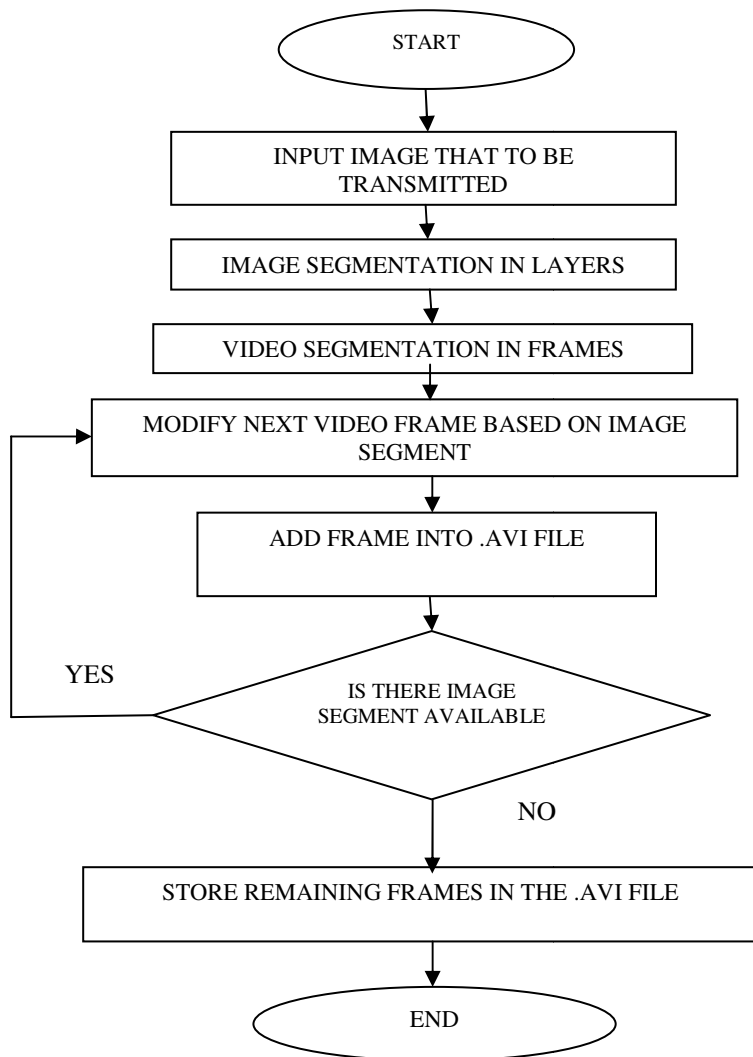 START
INPUT IMAGE THAT TO BE
TRANSMITTED
IMAGE SEGMENTATION IN LAYERS
VIDEO SEGMENTATION IN FRAMES
MODIFY NEXT VIDEO FRAME BASED ON IMAGE
SEGMENT
ADD FRAME INTO .AVI FILE
YES
IS THERE IMAGE
SEGMENT AVAILABLE
NO
STORE REMAINING FRAMES IN THE .AVI FILE
END